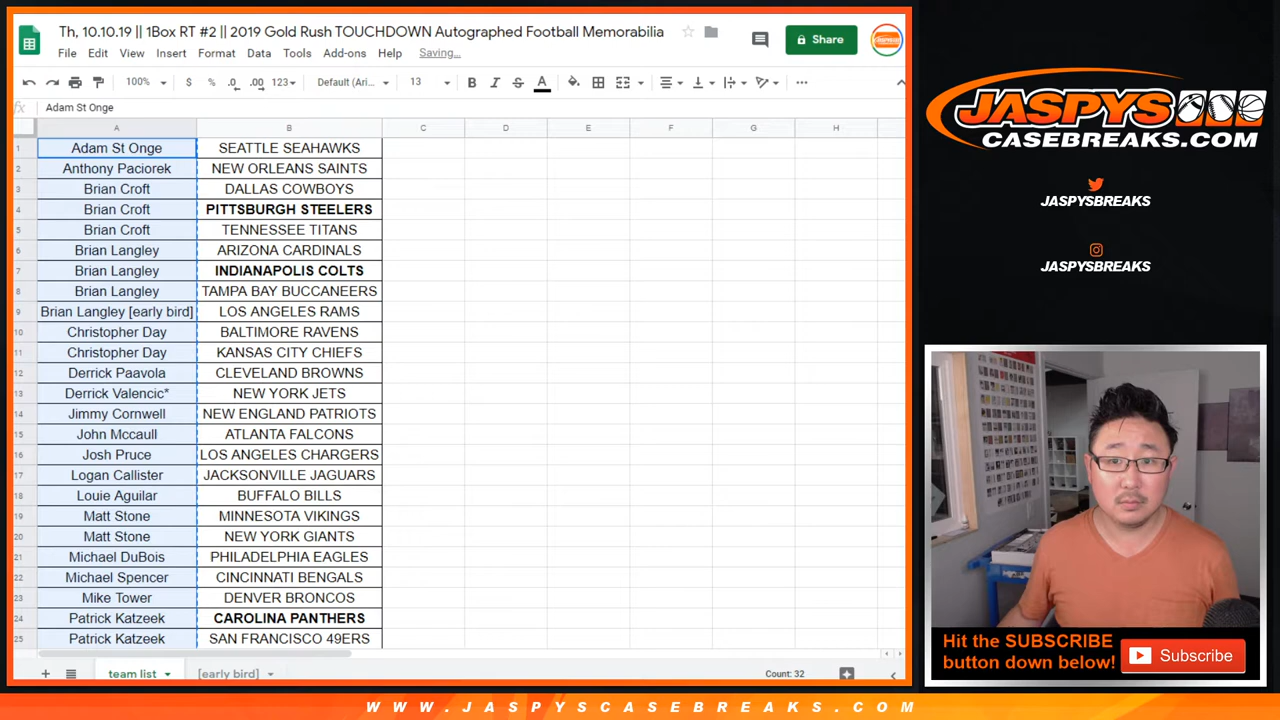 Th, 10.10.19 || 1Box RT #2 || 2019 Gold Rush TOUCHDOWN Autographed Football Memorabilia
File Edit View Insert Format Data Tools Add-ons Help Saving...
Share
100% $ % .0 .00 123 Default (Ari... 13 B I S A
fx Adam St Onge
A B C D E F G H
1 Adam St Onge SEATTLE SEAHAWKS
2 Anthony Paciorek NEW ORLEANS SAINTS
3 Brian Croft DALLAS COWBOYS
4 Brian Croft PITTSBURGH STEELERS
5 Brian Croft TENNESSEE TITANS
6 Brian Langley ARIZONA CARDINALS
7 Brian Langley INDIANAPOLIS COLTS
8 Brian Langley TAMPA BAY BUCCANEERS
9 Brian Langley [early bird] LOS ANGELES RAMS
10 Christopher Day BALTIMORE RAVENS
11 Christopher Day KANSAS CITY CHIEFS
12 Derrick Paavola CLEVELAND BROWNS
13 Derrick Valencic* NEW YORK JETS
14 Jimmy Cornwell NEW ENGLAND PATRIOTS
15 John Mccaull ATLANTA FALCONS
16 Josh Pruce LOS ANGELES CHARGERS
17 Logan Callister JACKSONVILLE JAGUARS
18 Louie Aguilar BUFFALO BILLS
19 Matt Stone MINNESOTA VIKINGS
20 Matt Stone NEW YORK GIANTS
21 Michael DuBois PHILADELPHIA EAGLES
22 Michael Spencer CINCINNATI BENGALS
23 Mike Tower DENVER BRONCOS
24 Patrick Katzeek CAROLINA PANTHERS
25 Patrick Katzeek SAN FRANCISCO 49ERS
team list [early bird] Count: 32
JASPYS
CASEBREAKS.COM
JASPYSBREAKS
JASPYSBREAKS
Hit the SUBSCRIBE
button down below!
Subscribe
WWW.JASPYSCASEBREAKS.COM